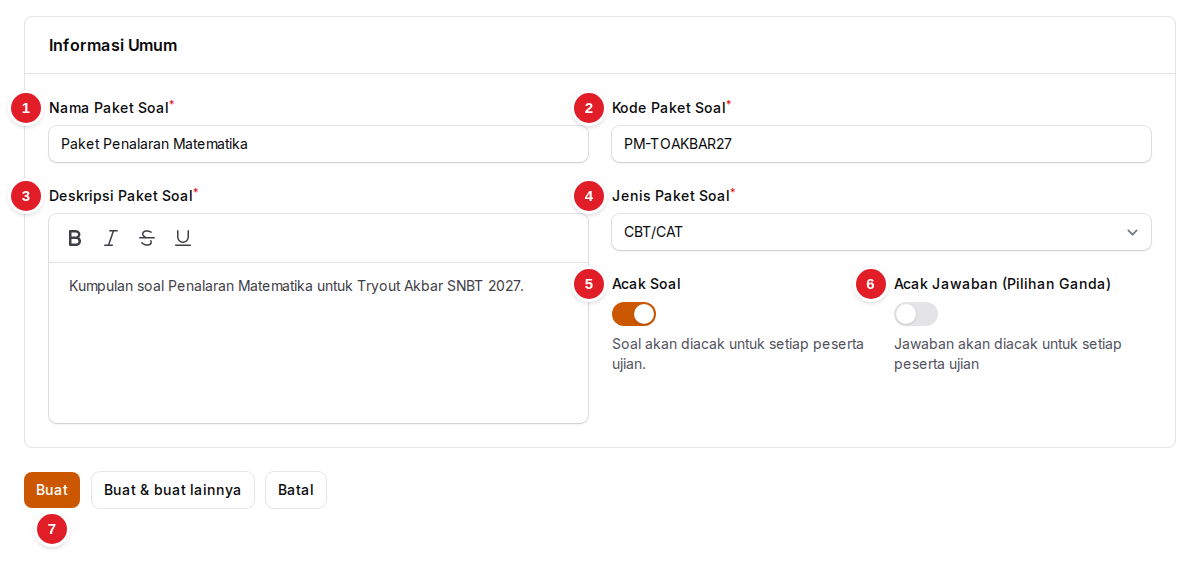 Informasi Umum
1 Nama Paket Soal*
2 Kode Paket Soal*
Paket Penalaran Matematika
PM-TOAKBAR27
3 Deskripsi Paket Soal*
4 Jenis Paket Soal*
B I S U
CBT/CAT
Kumpulan soal Penalaran Matematika untuk Tryout Akbar SNBT 2027.
5 Acak Soal
Soal akan diacak untuk setiap peserta
ujian.
6 Acak Jawaban (Pilihan Ganda)
Jawaban akan diacak untuk setiap
peserta ujian
Buat
Buat & buat lainnya
Batal
7